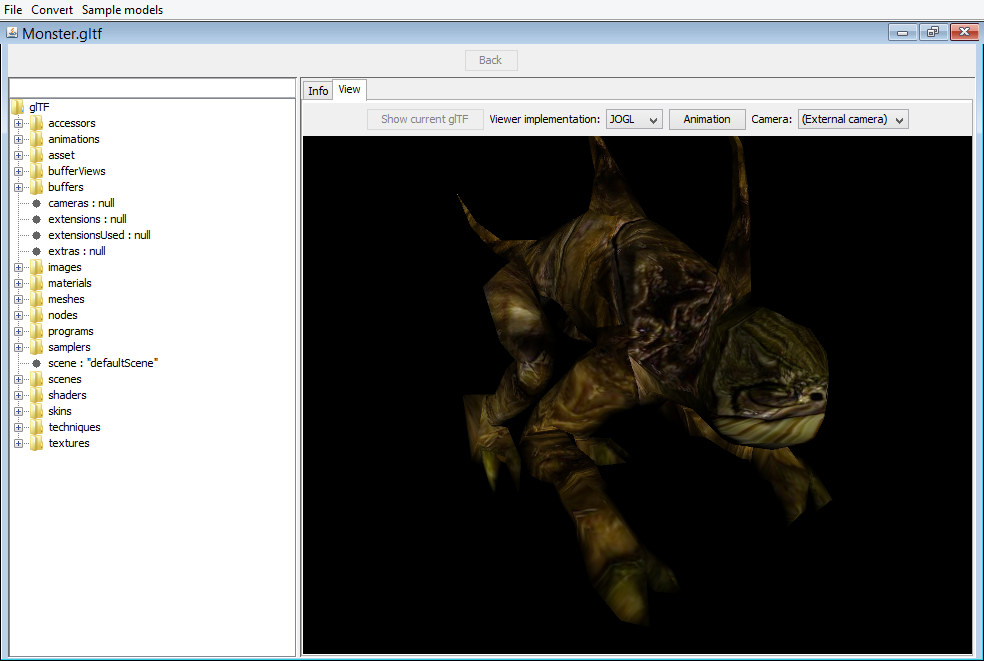 File Convert Sample models
Monster.gltf
Back
Info View
Show current glTF Viewer implementation: JOGL Animation Camera: (External camera)
glTF
accessors
animations
asset
bufferViews
buffers
cameras : null
extensions : null
extensionsUsed : null
extras : null
images
materials
meshes
nodes
programs
samplers
scene : "defaultScene"
scenes
shaders
skins
techniques
textures